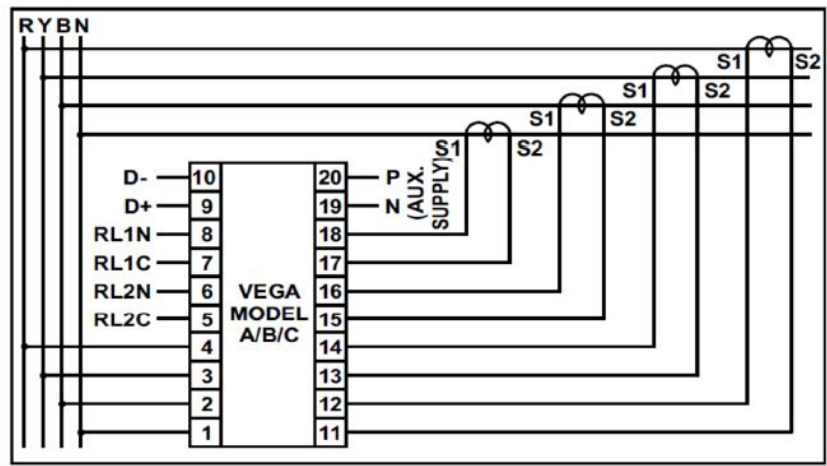 R Y B N
S1 S2
S1 S2
S1 S2
S1 S2
D- 10 20 P
D+ 9 19 N
(AUX. SUPPLY)
RL1N 8 18
RL1C 7 17
RL2N 6 VEGA 16
RL2C 5 MODEL 15
4 A/B/C 14
3 13
2 12
1 11